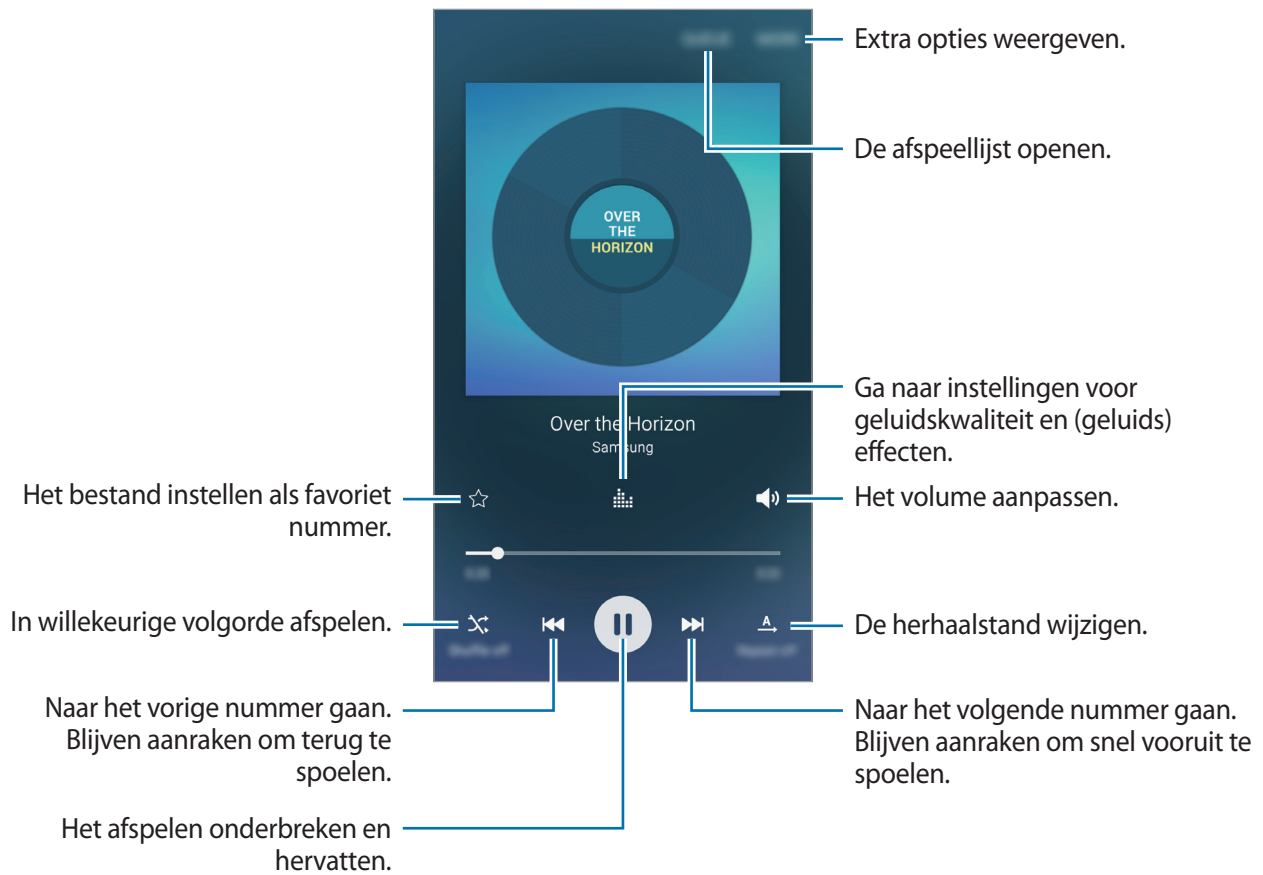 Extra opties weergeven.
De afspeellijst openen.
OVER
THE
HORIZON
Ga naar instellingen voor
geluidskwaliteit en (geluids)
effecten.
Over the Horizon
Samsung
Het bestand instellen als favoriet
nummer.
Het volume aanpassen.
In willekeurige volgorde afspelen.
A
De herhaalstand wijzigen.
Naar het vorige nummer gaan.
Blijven aanraken om terug te
spoelen.
Naar het volgende nummer gaan.
Blijven aanraken om snel vooruit te
spoelen.
Het afspelen onderbreken en
hervatten.